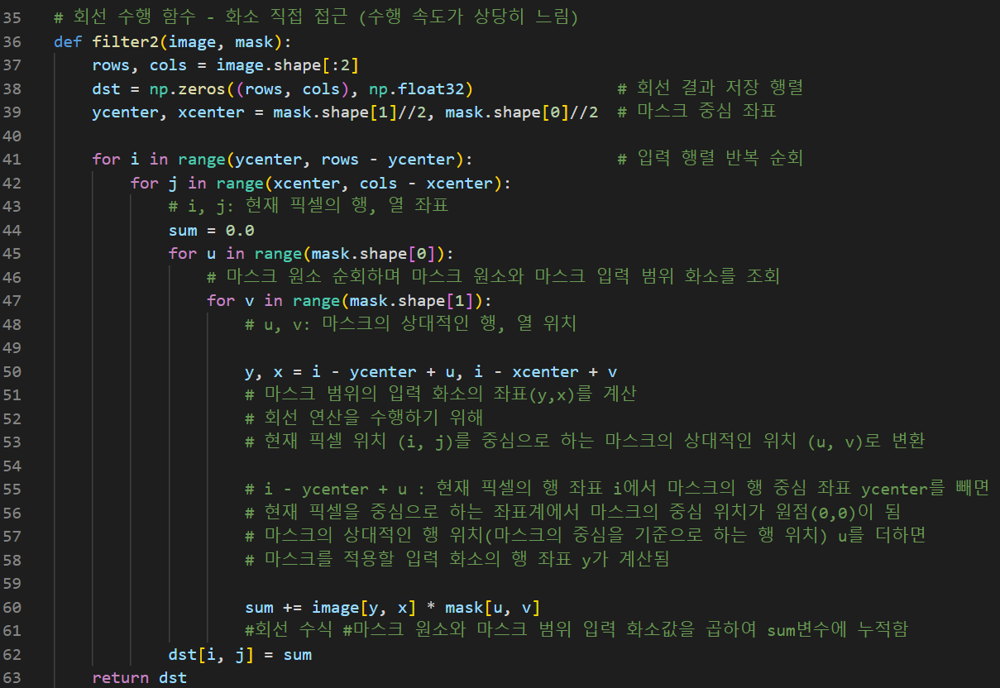 35 # 회선 수행 함수 - 화소 직접 접근 (수행 속도가 상당히 느림)
36 def filter2(image, mask):
37     rows, cols = image.shape[:2]
38     dst = np.zeros((rows, cols), np.float32)               # 회선 결과 저장 행렬
39     ycenter, xcenter = mask.shape[1]//2, mask.shape[0]//2  # 마스크 중심 좌표
40
41     for i in range(ycenter, rows - ycenter):               # 입력 행렬 반복 순회
42         for j in range(xcenter, cols - xcenter):
43             # i, j: 현재 픽셀의 행, 열 좌표
44             sum = 0.0
45             for u in range(mask.shape[0]):
46                 # 마스크 원소 순회하며 마스크 원소와 마스크 입력 범위 화소를 조회
47                 for v in range(mask.shape[1]):
48                     # u, v: 마스크의 상대적인 행, 열 위치
49
50                     y, x = i - ycenter + u, i - xcenter + v
51                     # 마스크 범위의 입력 화소의 좌표(y,x)를 계산
52                     # 회선 연산을 수행하기 위해
53                     # 현재 픽셀 위치 (i, j)를 중심으로 하는 마스크의 상대적인 위치 (u, v)로 변환
54
55                     # i - ycenter + u : 현재 픽셀의 행 좌표 i에서 마스크의 행 중심 좌표 ycenter를 빼면
56                     # 현재 픽셀을 중심으로 하는 좌표계에서 마스크의 중심 위치가 원점(0,0)이 됨
57                     # 마스크의 상대적인 행 위치(마스크의 중심을 기준으로 하는 행 위치) u를 더하면
58                     # 마스크를 적용할 입력 화소의 행 좌표 y가 계산됨
59
60                     sum += image[y, x] * mask[u, v]
61                     #회선 수식 #마스크 원소와 마스크 범위 입력 화소값을 곱하여 sum변수에 누적함
62             dst[i, j] = sum
63     return dst